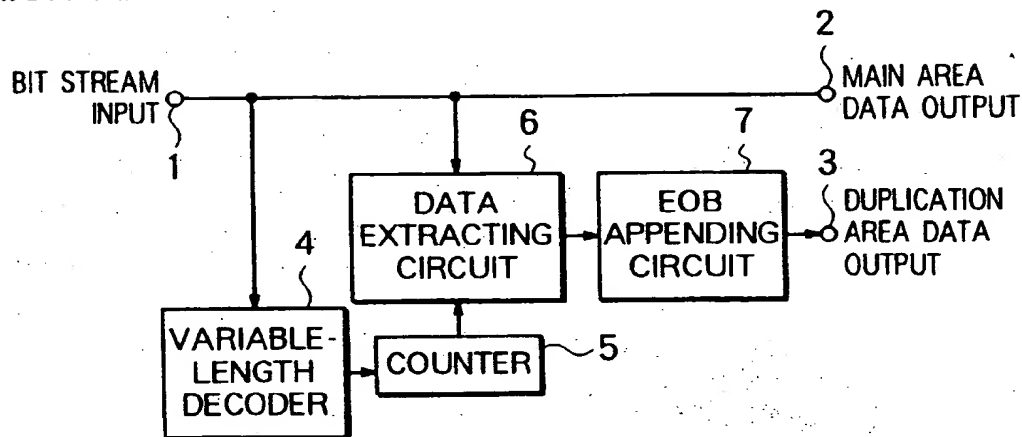 2
BIT STREAM
INPUT
1
MAIN AREA
DATA OUTPUT
6
7
3
DATA
EXTRACTING
CIRCUIT
EOB
APPENDING
CIRCUIT
DUPLICATION
AREA DATA
OUTPUT
4
VARIABLE-
LENGTH
DECODER
COUNTER
5